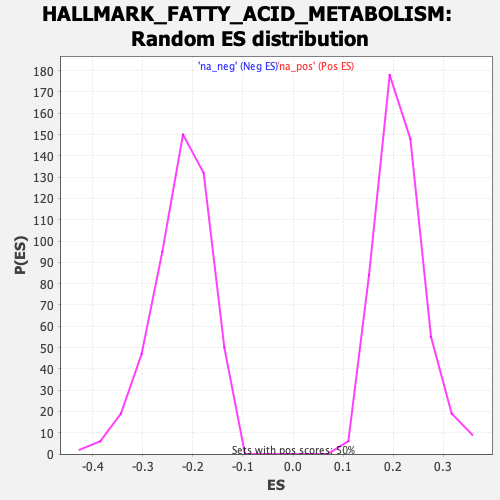 HALLMARK_FATTY_ACID_METABOLISM:
Random ES distribution
'na_neg' (Neg ES) 'na_pos' (Pos ES)
180
170
160
150
140
130
120
110
100
90
80
70
60
50
40
30
20
10
0
P(ES)
Sets with pos scores: 50%
-0.4 -0.3 -0.2 -0.1 0.0 0.1 0.2 0.3
ES